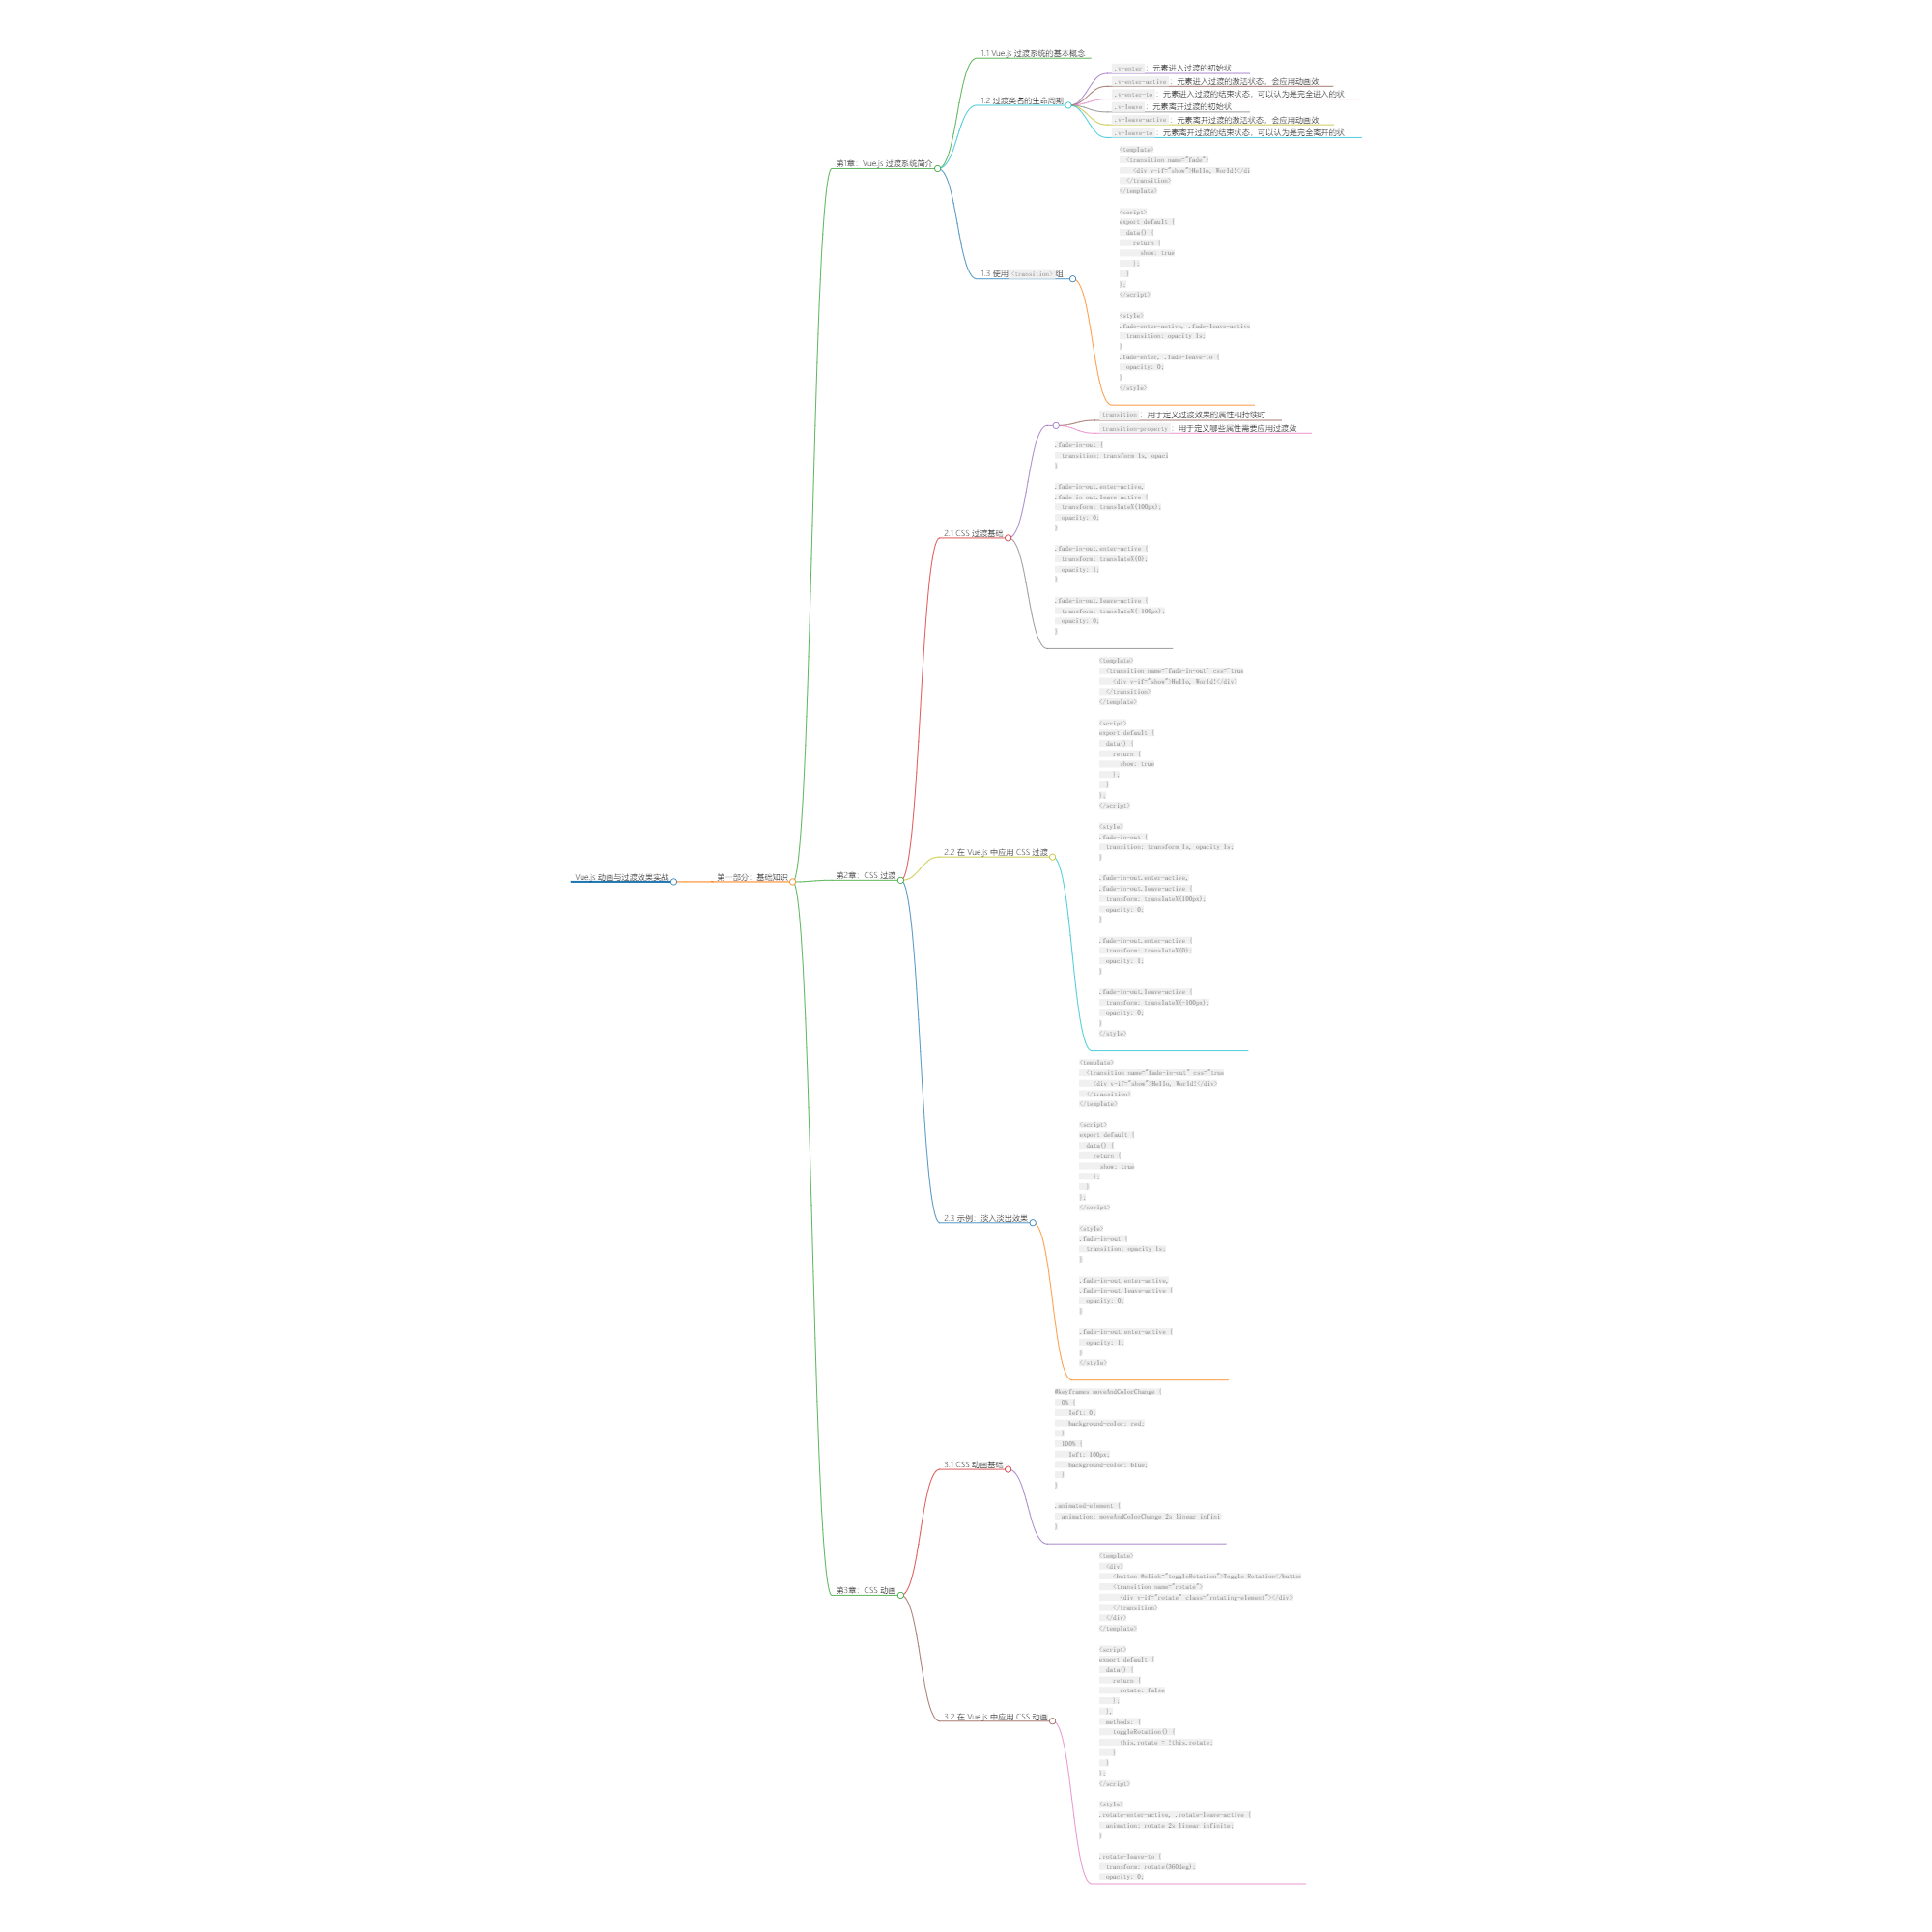 Vue.js 动画与过渡效果实战
第一部分：基础知识
第1章：Vue.js 过渡系统简介
1.1 Vue.js 过渡系统的基本概念
1.2 过渡类名的生命周期
.v-enter：元素进入过渡的初始状
.v-enter-active：元素进入过渡的激活状态，会应用动画效
.v-enter-to：元素进入过渡的结束状态，可以认为是完全进入的状
.v-leave：元素离开过渡的初始状
.v-leave-active：元素离开过渡的激活状态，会应用动画效
.v-leave-to：元素离开过渡的结束状态，可以认为是完全离开的状
1.3 使用 <transition> 组
<template>
<transition name="fade">
<div v-if="show">Hello, World!</di
</transition>
</template>
<script>
export default {
data() {
return {
show: true
};
}
};
</script>
<style>
.fade-enter-active, .fade-leave-active
transition: opacity 1s;
}
.fade-enter, .fade-leave-to {
opacity: 0;
}
</style>
第2章：CSS 过渡
2.1 CSS 过渡基础
transition：用于定义过渡效果的属性和持续时
transition-property：用于定义哪些属性需要应用过渡效
.fade-in-out {
transition: transform 1s, opaci
}
.fade-in-out.enter-active,
.fade-in-out.leave-active {
transform: translateX(100px);
opacity: 0;
}
.fade-in-out.enter-active {
transform: translateX(0);
opacity: 1;
}
.fade-in-out.leave-active {
transform: translateX(-100px);
opacity: 0;
}
2.2 在 Vue.js 中应用 CSS 过渡
<template>
<transition name="fade-in-out" css="true
<div v-if="show">Hello, World!</div>
</transition>
</template>
<script>
export default {
data() {
return {
show: true
};
}
};
</script>
<style>
.fade-in-out {
transition: transform 1s, opacity 1s;
}
.fade-in-out.enter-active,
.fade-in-out.leave-active {
transform: translateX(100px);
opacity: 0;
}
.fade-in-out.enter-active {
transform: translateX(0);
opacity: 1;
}
.fade-in-out.leave-active {
transform: translateX(-100px);
opacity: 0;
}
</style>
2.3 示例：淡入淡出效果
<template>
<transition name="fade-in-out" css="true
<div v-if="show">Hello, World!</div>
</transition>
</template>
<script>
export default {
data() {
return {
show: true
};
}
};
</script>
<style>
.fade-in-out {
transition: opacity 1s;
}
.fade-in-out.enter-active,
.fade-in-out.leave-active {
opacity: 0;
}
.fade-in-out.enter-active {
opacity: 1;
}
</style>
第3章：CSS 动画
3.1 CSS 动画基础
@keyframes moveAndColorChange {
0% {
left: 0;
background-color: red;
}
100% {
left: 100px;
background-color: blue;
}
}
.animated-element {
animation: moveAndColorChange 2s linear infini
}
3.2 在 Vue.js 中应用 CSS 动画
<template>
<div>
<button @click="toggleRotation">Toggle Rotation</button
<transition name="rotate">
<div v-if="rotate" class="rotating-element"></div>
</transition>
</div>
</template>
<script>
export default {
data() {
return {
rotate: false
};
},
methods: {
toggleRotation() {
this.rotate = !this.rotate;
}
}
};
</script>
<style>
.rotate-enter-active, .rotate-leave-active {
animation: rotate 2s linear infinite;
}
.rotate-leave-to {
transform: rotate(360deg);
opacity: 0;